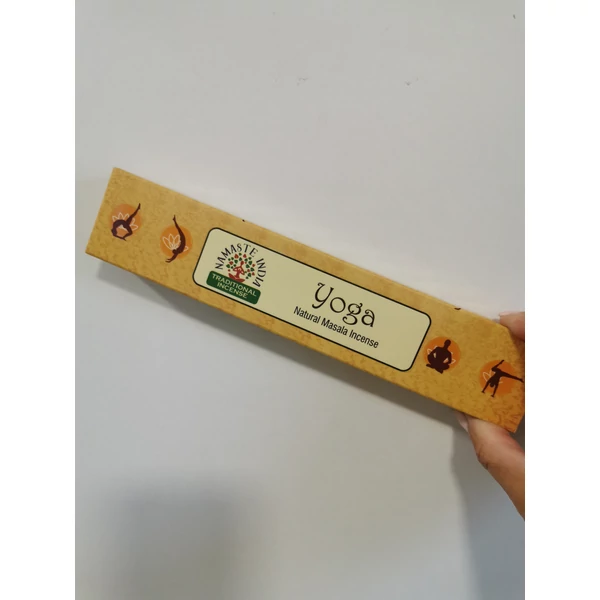 NAMASTE INDIA
TRADITIONAL
INCENSE
Yoga
Natural Masala Incense